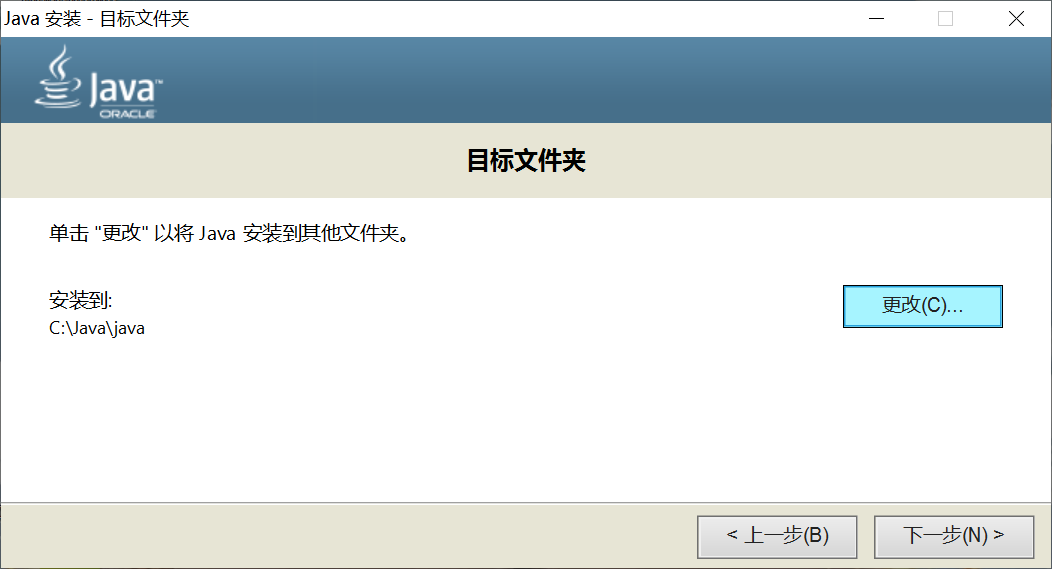 Java 安装 - 目标文件夹
Java™
ORACLE
目标文件夹
单击 "更改" 以将 Java 安装到其他文件夹。
安装到:
更改(C)...
C:\Java\java
< 上一步(B)
下一步(N) >